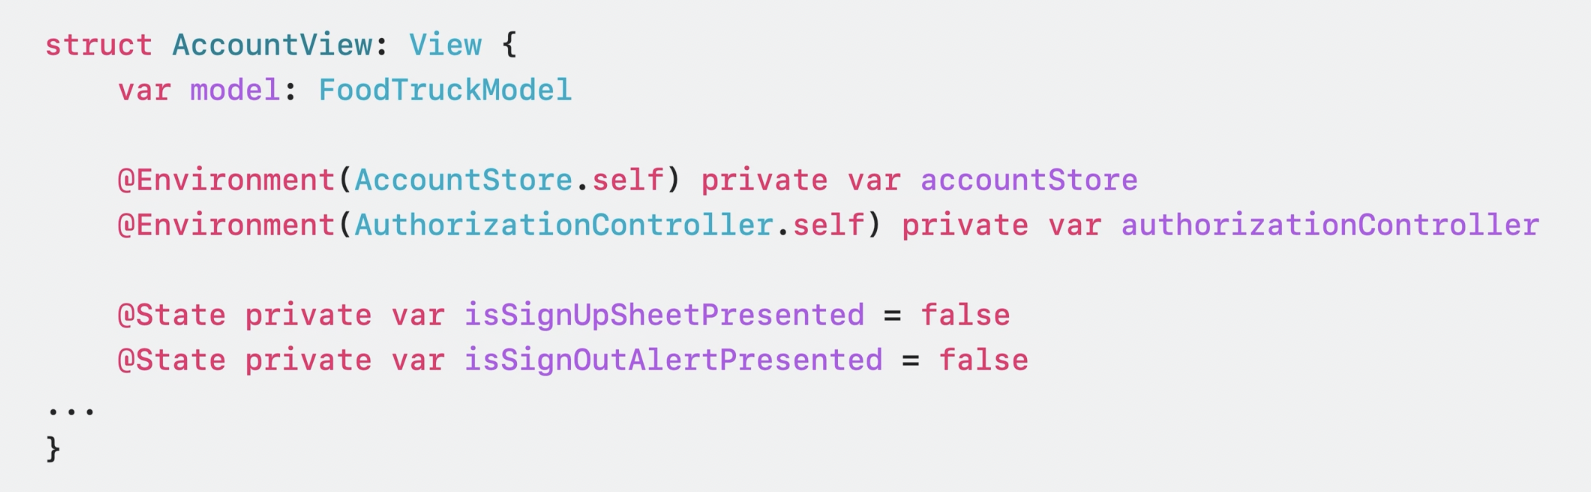 struct AccountView: View {
    var model: FoodTruckModel

    @Environment(AccountStore.self) private var accountStore
    @Environment(AuthorizationController.self) private var authorizationController

    @State private var isSignUpSheetPresented = false
    @State private var isSignOutAlertPresented = false
...
}